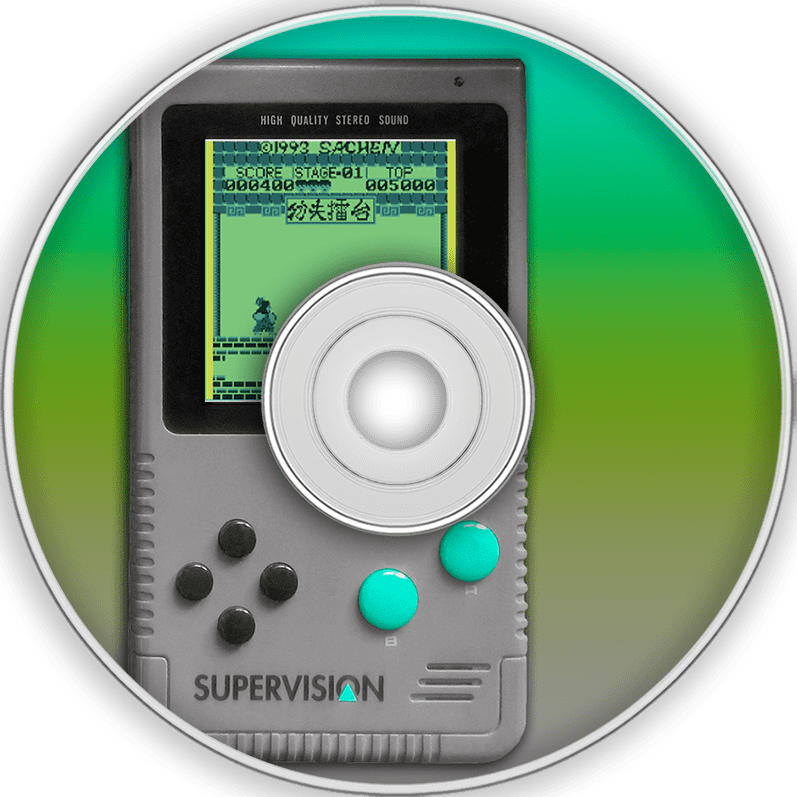 HIGH QUALITY STEREO SOUND
©1993 SACHEN
SCORE STAGE-01 TOP
000400 005000
功夫擂台
A
B
SUPERVISION